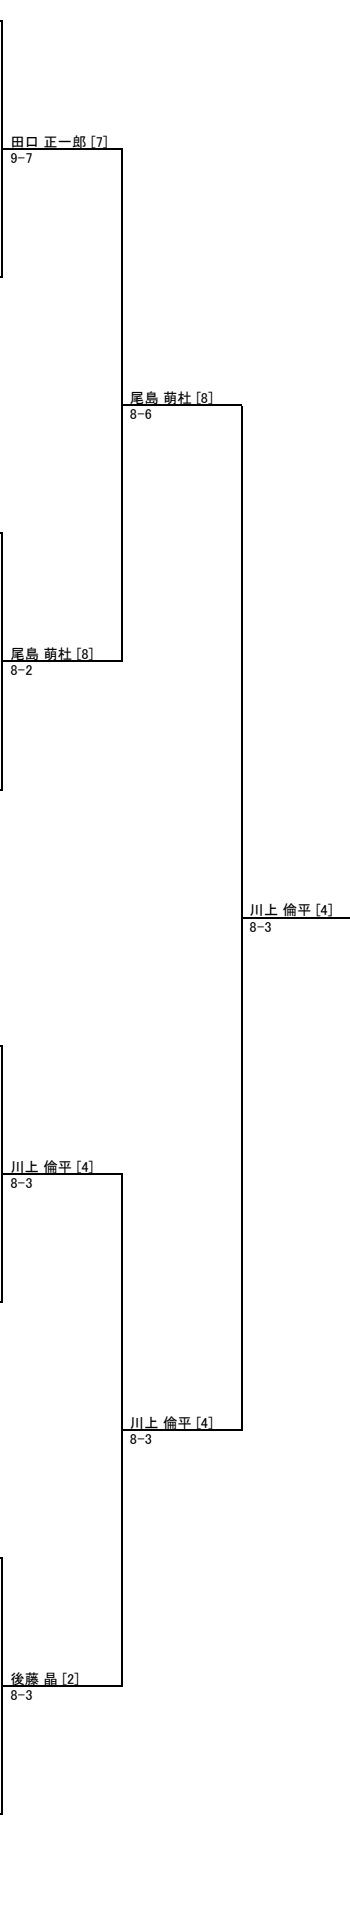 田口 正一郎 [7]
9-7
尾島 萌杜 [8]
8-6
尾島 萌杜 [8]
8-2
川上 倫平 [4]
8-3
川上 倫平 [4]
8-3
川上 倫平 [4]
8-3
後藤 晶 [2]
8-3